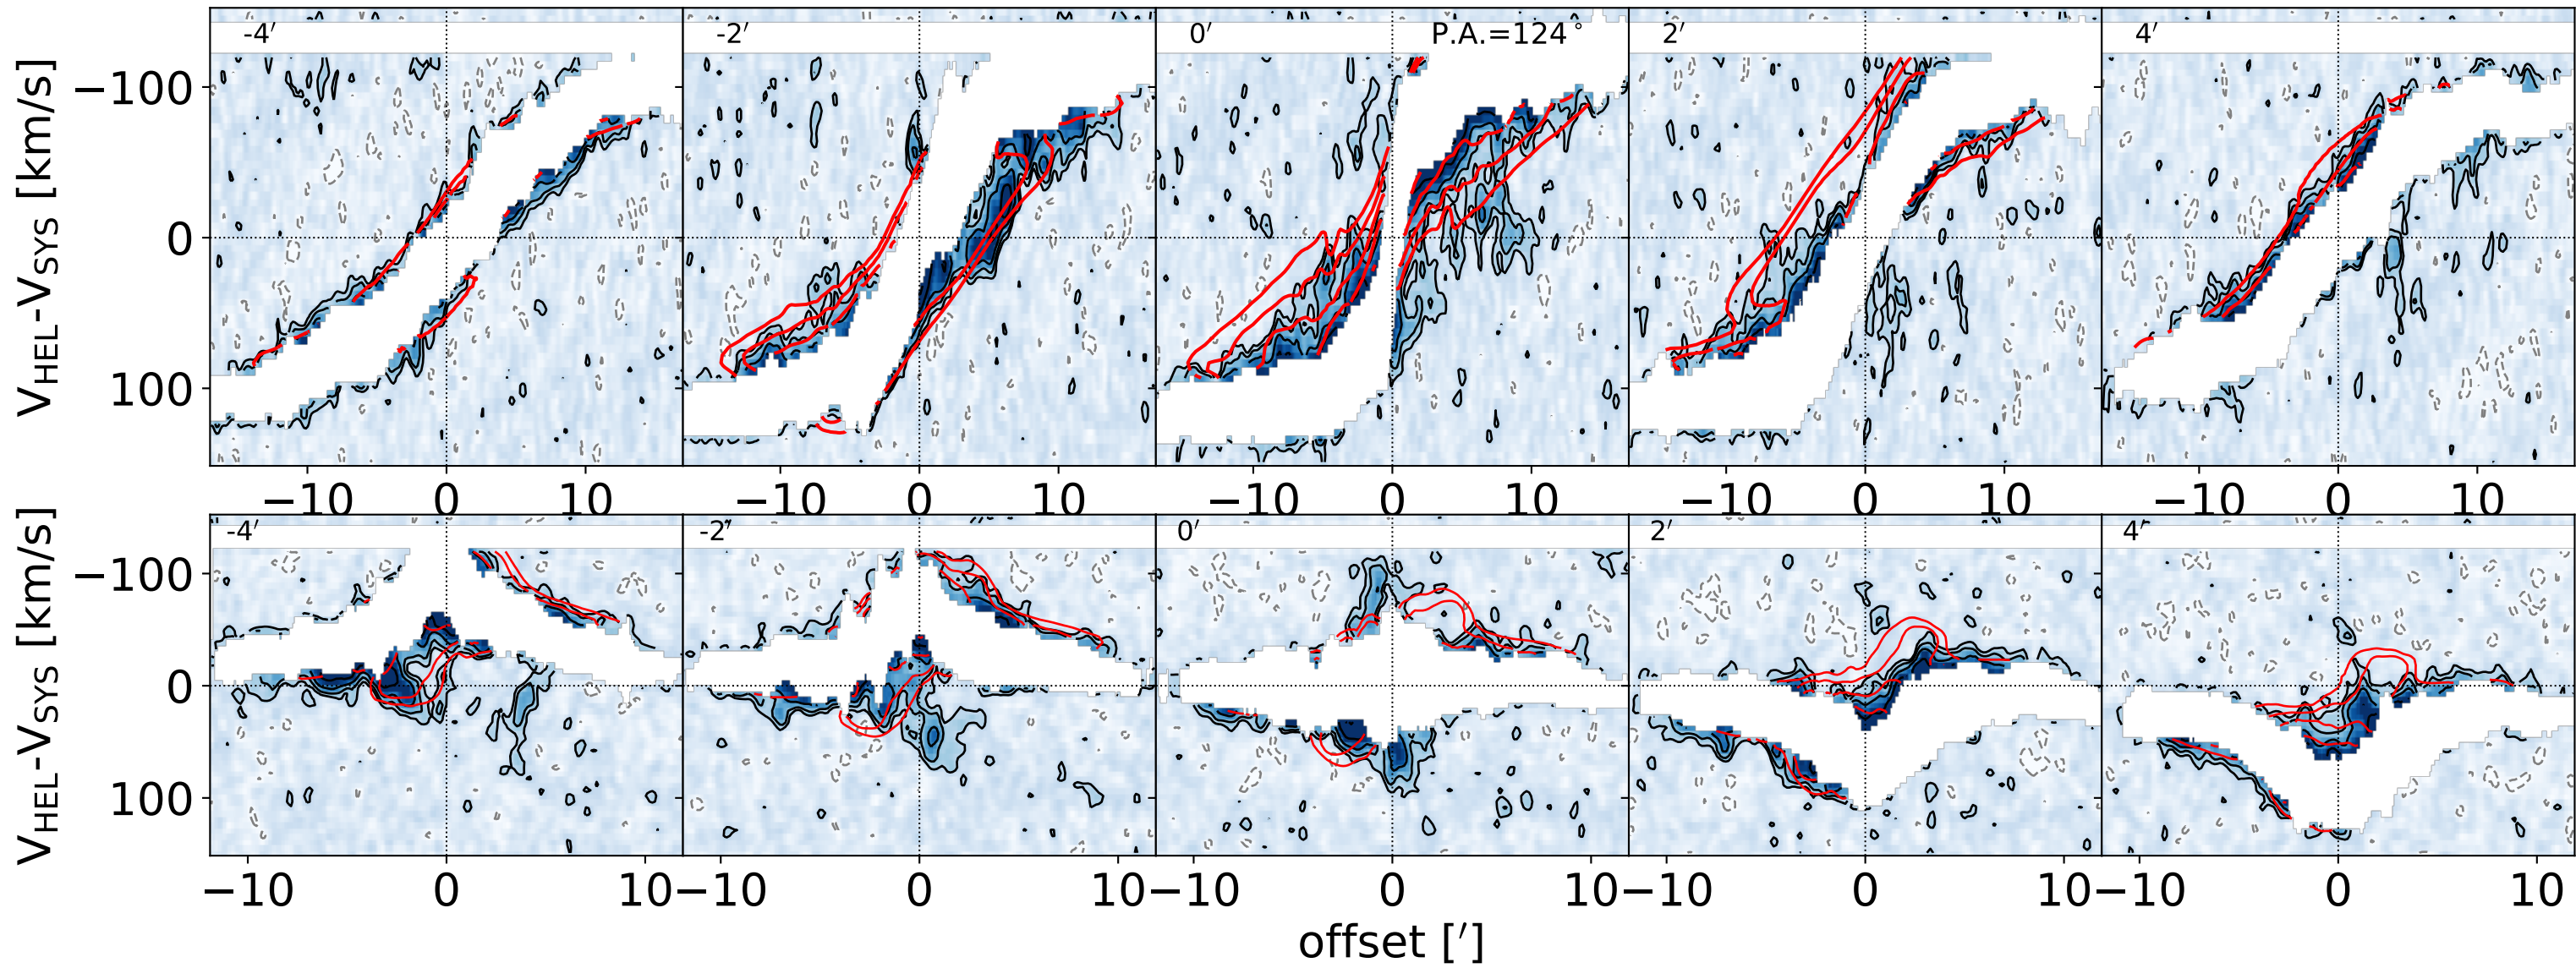 -4′ -2′ 0′ P.A.=124° 2′ 4′
V_HEL-V_SYS [km/s]
−100
0
100
−10 0 10 −10 0 10 −10 0 10 −10 0 10 −10 0 10
-4′ -2′ 0′ 2′ 4′
V_HEL-V_SYS [km/s]
−100
0
100
−10 0 10 −10 0 10 −10 0 10 −10 0 10 −10 0 10
offset [′]